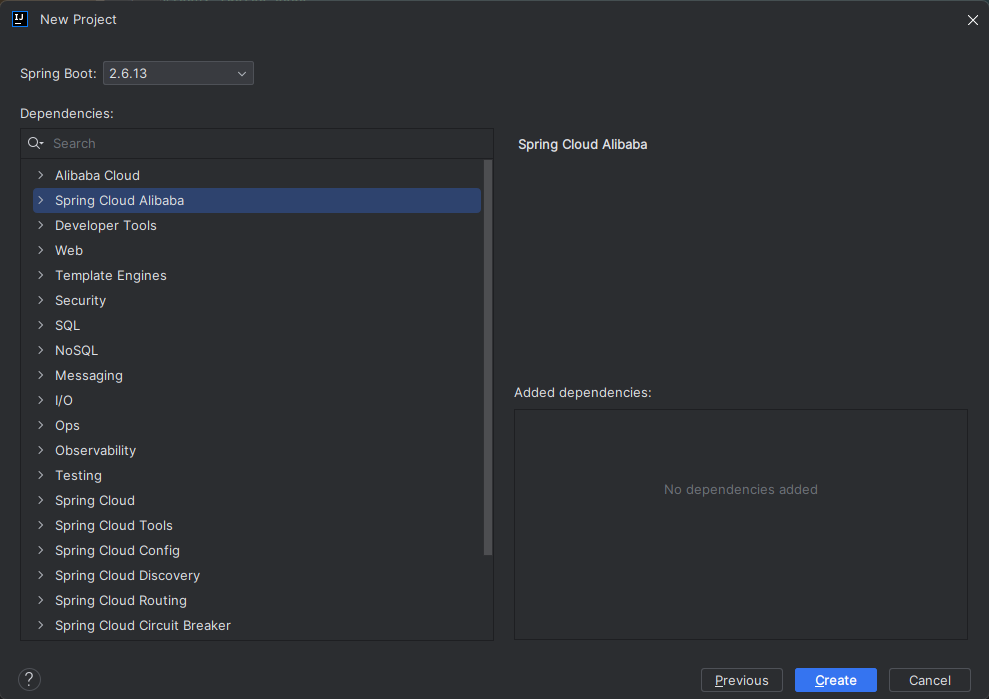 New Project
Spring Boot: 2.6.13
Dependencies:
Search
Alibaba Cloud
Spring Cloud Alibaba
Developer Tools
Web
Template Engines
Security
SQL
NoSQL
Messaging
I/O
Ops
Observability
Testing
Spring Cloud
Spring Cloud Tools
Spring Cloud Config
Spring Cloud Discovery
Spring Cloud Routing
Spring Cloud Circuit Breaker
Spring Cloud Alibaba
Added dependencies:
No dependencies added
? Previous Create Cancel